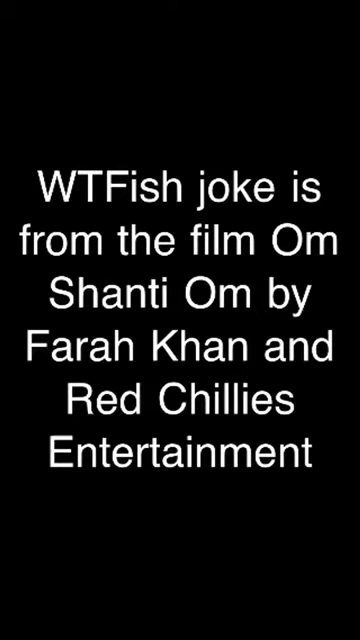 WTFish joke is
from the film Om
Shanti Om by
Farah Khan and
Red Chillies
Entertainment